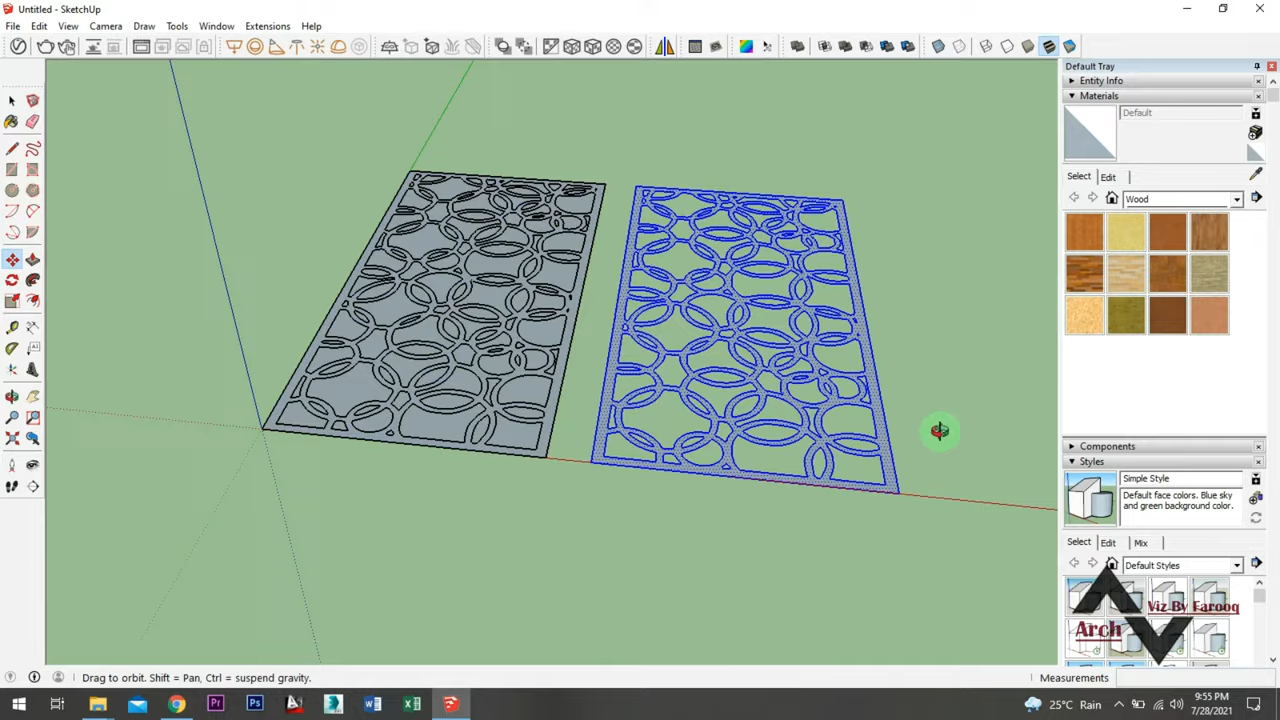 Untitled - SketchUp
File Edit View Camera Draw Tools Window Extensions Help
Default Tray
Entity Info
Materials
Default
Select Edit
Wood
Components
Styles
Simple Style
Default face colors. Blue sky
and green background color.
Select Edit Mix
Default Styles
Viz By Farooq
Arch
Drag to orbit. Shift = Pan, Ctrl = suspend gravity.
Measurements
25°C Rain
9:55 PM
7/28/2021